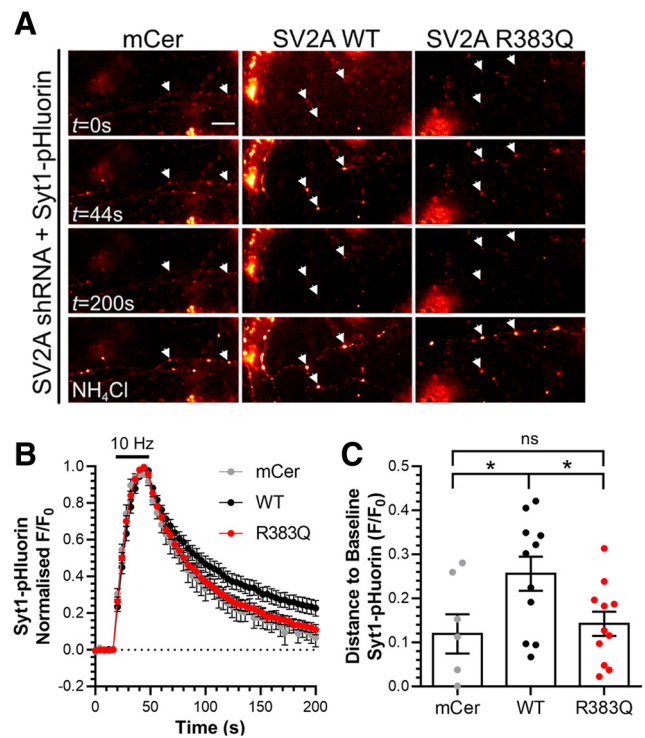 A
mCer
SV2A WT
SV2A R383Q
SV2A shRNA + Syt1-pHluorin
t=0s
t=44s
t=200s
NH₄Cl
B
10 Hz
mCer
WT
R383Q
Syt1-pHluorin
Normalised F/F₀
1.0
0.8
0.6
0.4
0.2
0.0
-0.2
0
50
100
150
200
Time (s)
C
ns
*
*
Distance to Baseline
Syt1-pHuorin (F/F₀)
0.5
0.4
0.3
0.2
0.1
0.0
mCer
WT
R383Q